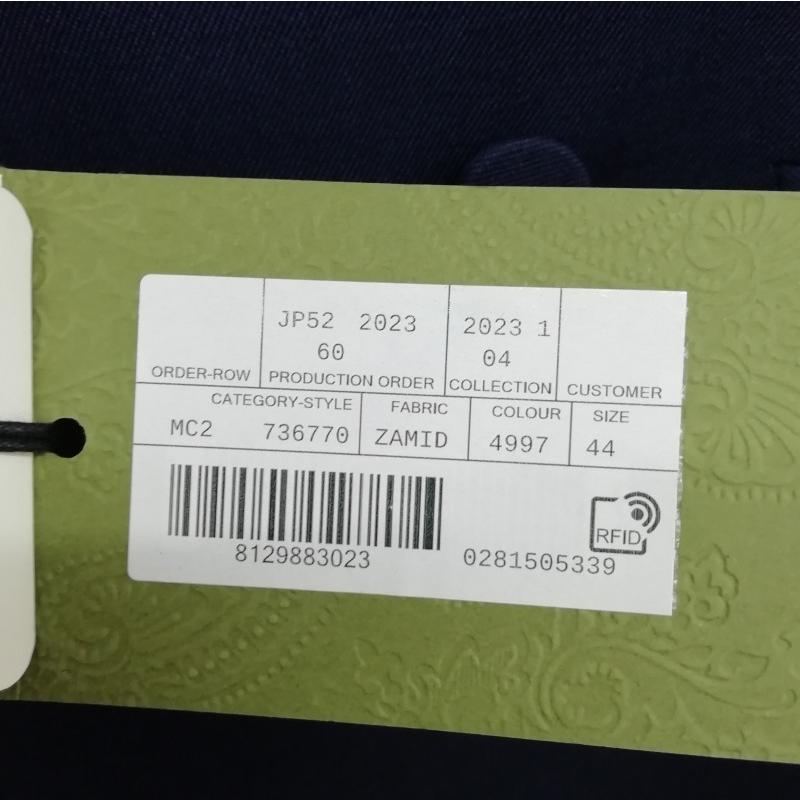 JP52 2023
60
2023 1
04
ORDER-ROW PRODUCTION ORDER COLLECTION CUSTOMER
CATEGORY-STYLE FABRIC COLOUR SIZE
MC2 736770 ZAMID 4997 44
8129883023 0281505339
RFID